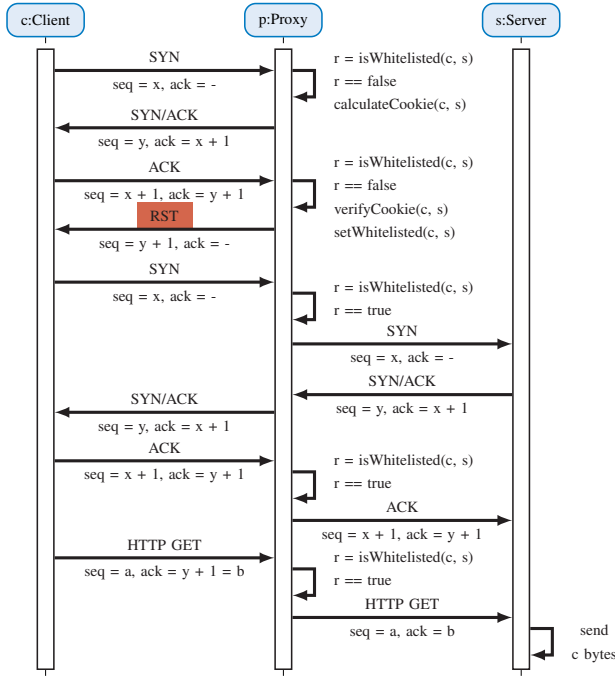 c:Client
p:Proxy
s:Server
SYN
seq = x, ack = -
r = isWhitelisted(c, s)
r == false
calculateCookie(c, s)
SYN/ACK
seq = y, ack = x + 1
ACK
seq = x + 1, ack = y + 1
r = isWhitelisted(c, s)
r == false
verifyCookie(c, s)
setWhitelisted(c, s)
RST
seq = y + 1, ack = -
SYN
seq = x, ack = -
r = isWhitelisted(c, s)
r == true
SYN
seq = x, ack = -
SYN/ACK
seq = y, ack = x + 1
SYN/ACK
seq = y, ack = x + 1
ACK
seq = x + 1, ack = y + 1
r = isWhitelisted(c, s)
r == true
ACK
seq = x + 1, ack = y + 1
HTTP GET
seq = a, ack = y + 1 = b
r = isWhitelisted(c, s)
r == true
HTTP GET
seq = a, ack = b
send
c bytes